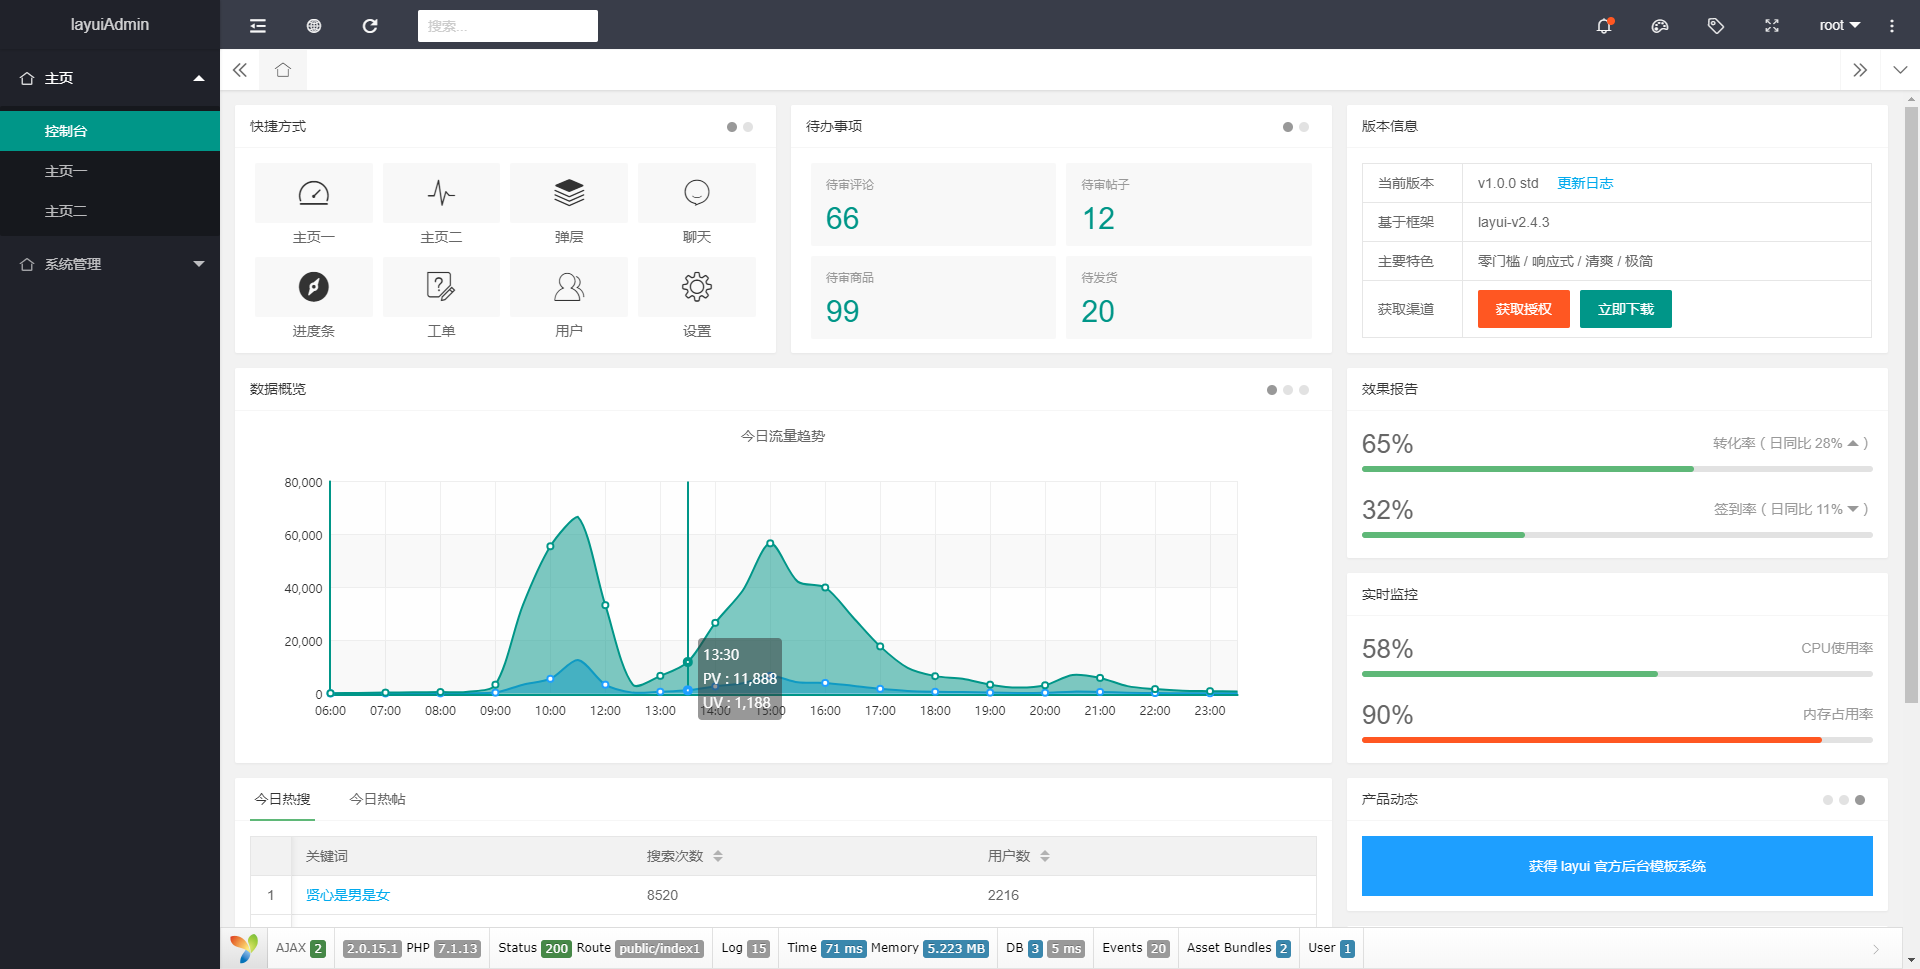 layuiAdmin
搜索...
root
主页
控制台
主页一
主页二
系统管理
快捷方式
主页一
主页二
弹层
聊天
进度条
工单
用户
设置
待办事项
待审评论
66
待审帖子
12
待审商品
99
待发货
20
版本信息
当前版本 v1.0.0 std 更新日志
基于框架 layui-v2.4.3
主要特色 零门槛 / 响应式 / 清爽 / 极简
获取渠道 获取授权 立即下载
数据概览
今日流量趋势
80,000
60,000
40,000
20,000
0
06:00 07:00 08:00 09:00 10:00 12:00 13:00 14:00 15:00 16:00 17:00 18:00 19:00 20:00 21:00 22:00 23:00
13:30
PV : 11,888
UV : 1,188
效果报告
65% 转化率 ( 日同比 28% )
32% 签到率 ( 日同比 11% )
实时监控
58% CPU使用率
90% 内存占用率
今日热搜 今日热帖
关键词 搜索次数 用户数
1 贤心是男是女 8520 2216
产品动态
获得 layui 官方后台模板系统
AJAX 2 2.0.15.1 PHP 7.1.13 Status 200 Route public/index1 Log 15 Time 71 ms Memory 5.223 MB DB 3 5 ms Events 20 Asset Bundles 2 User 1